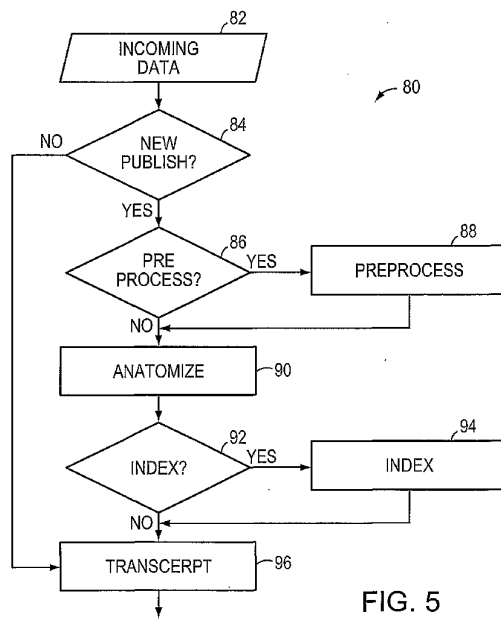 82
INCOMING
DATA
80
84
NO
NEW
PUBLISH?
YES
86
88
PRE
PROCESS?
YES
PREPROCESS
NO
ANATOMIZE
90
92
94
INDEX?
YES
INDEX
NO
TRANSCERPT
96
FIG. 5